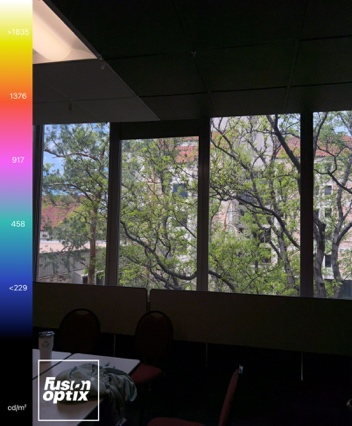 >1835
1376
917
458
<229
cd/m²
fusion
optix